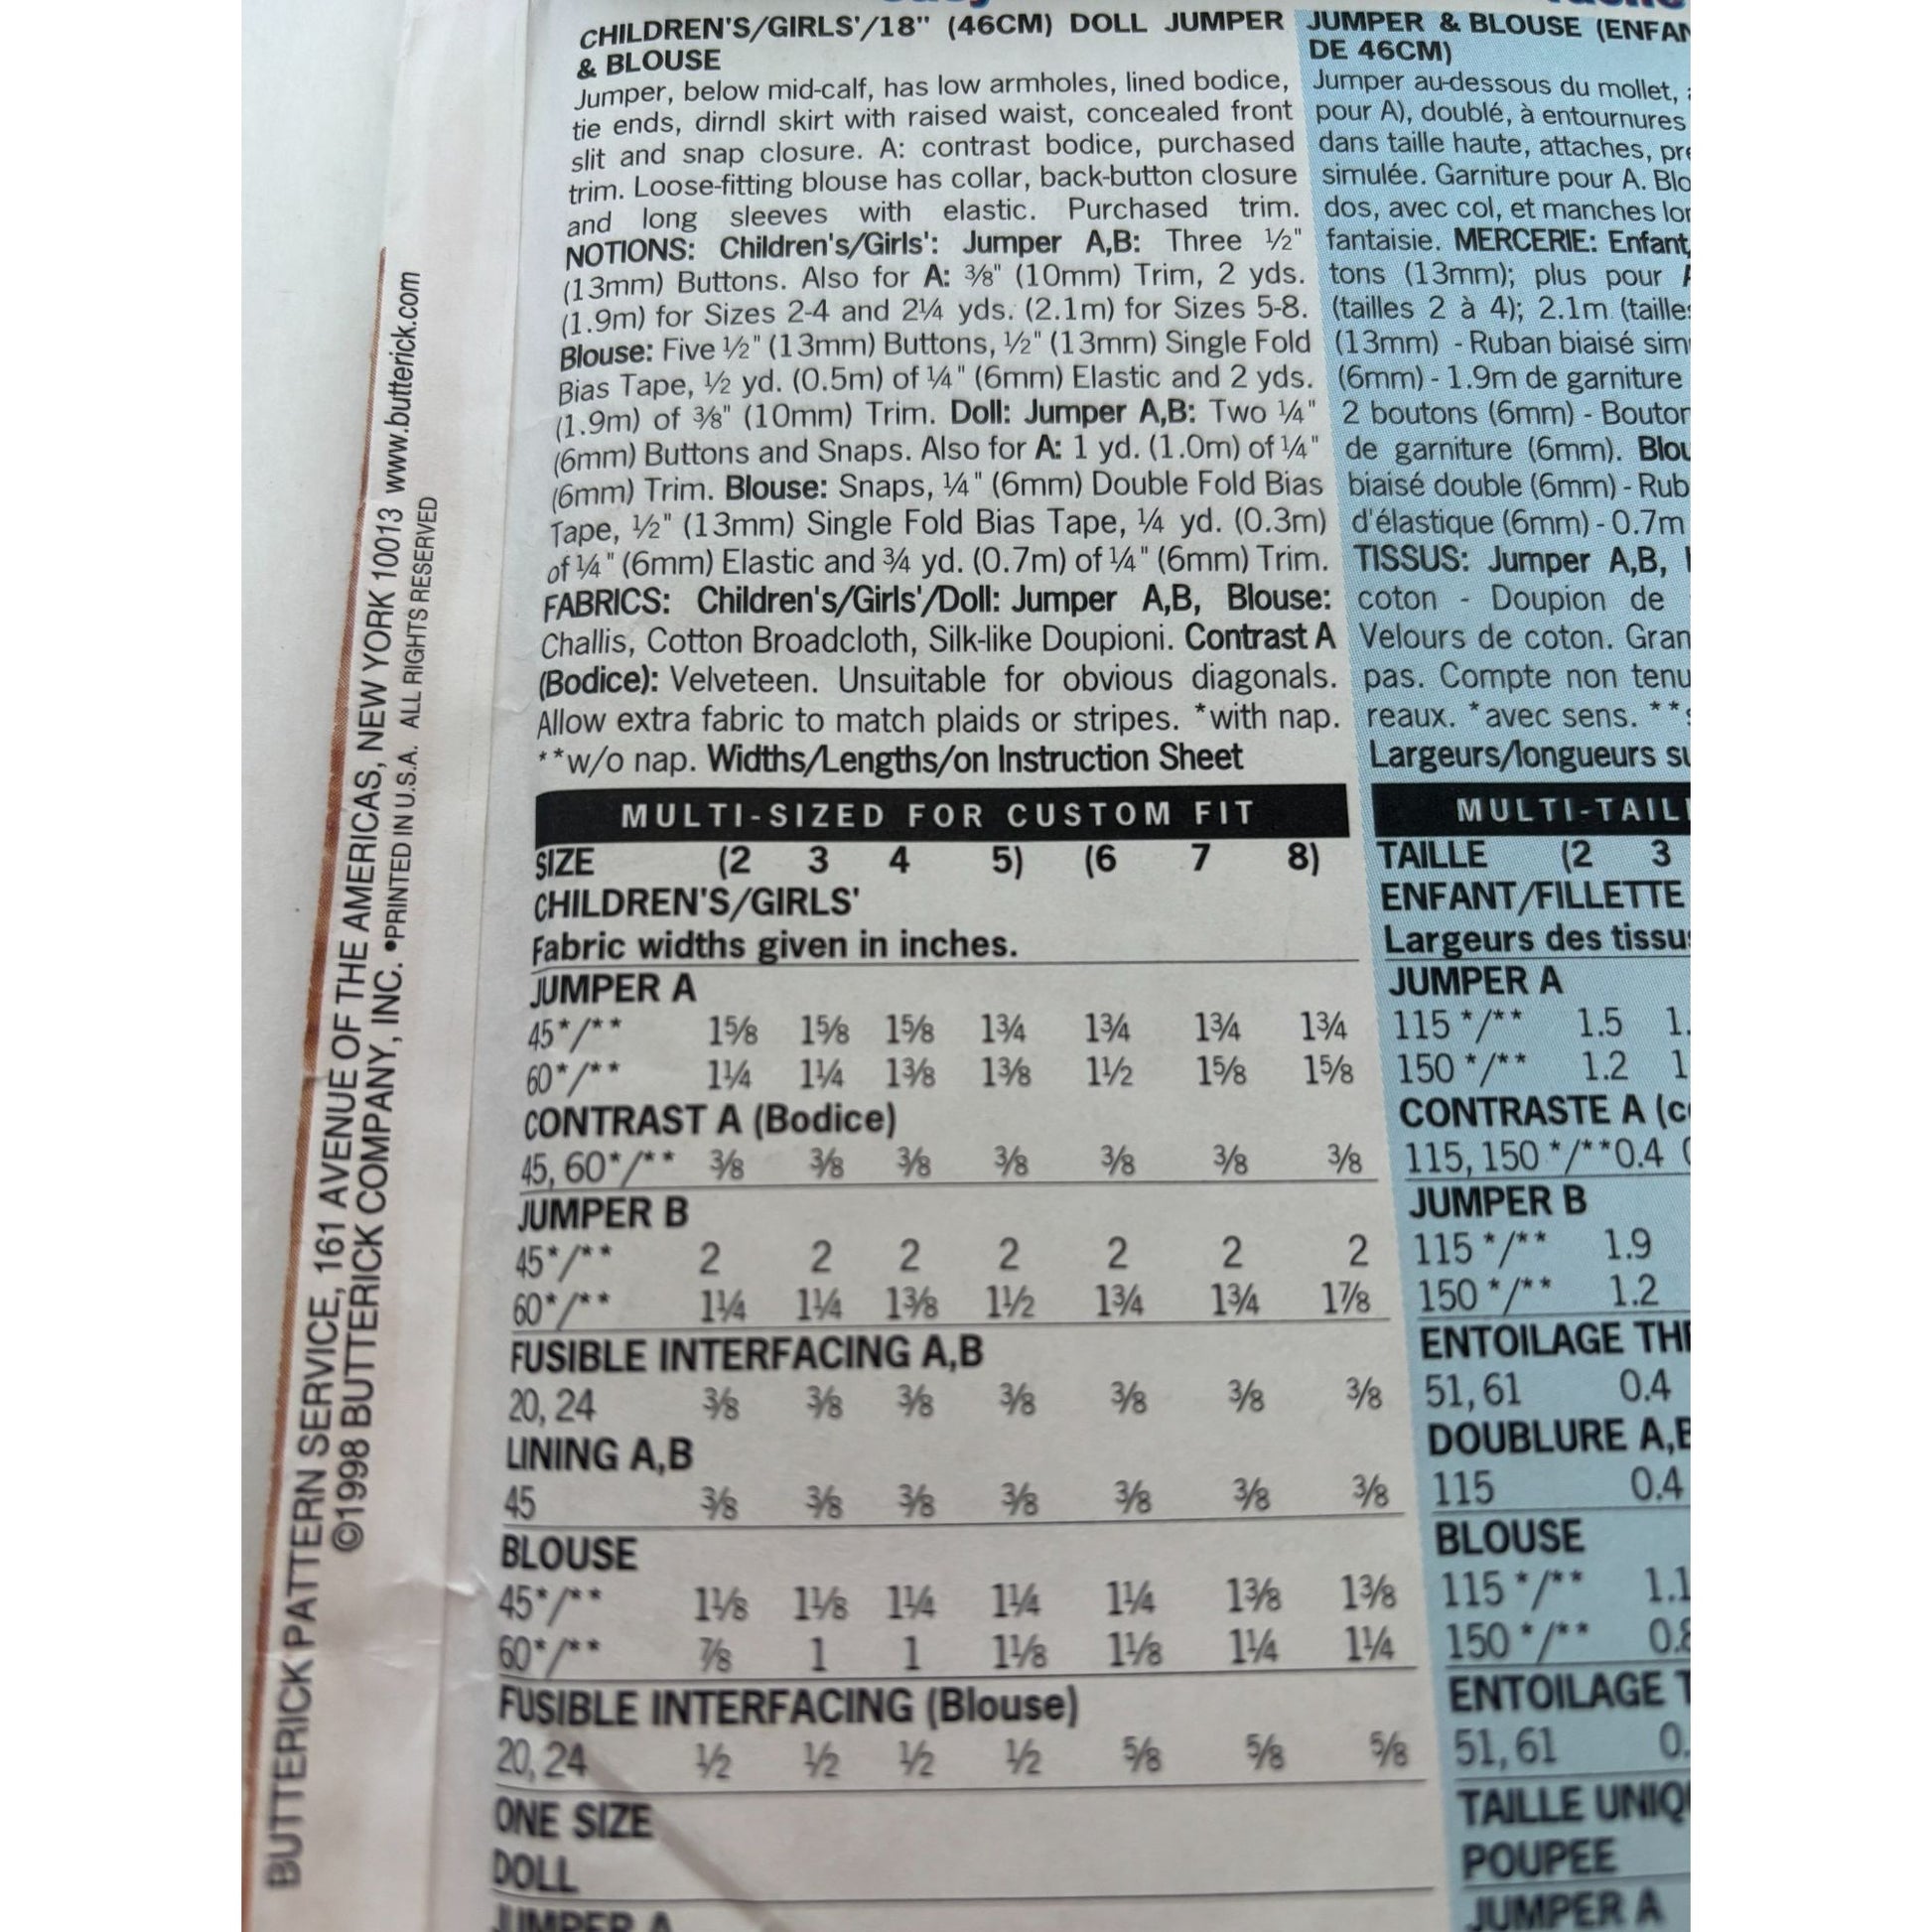 CHILDREN'S/GIRLS'/18" (46CM) DOLL JUMPER
& BLOUSE
Jumper, below mid-calf, has low armholes, lined bodice,
tie ends, dirndl skirt with raised waist, concealed front
slit and snap closure. A: contrast bodice, purchased
trim. Loose-fitting blouse has collar, back-button closure
and long sleeves with elastic. Purchased trim.
NOTIONS: Children's/Girls': Jumper A,B: Three ½"
(13mm) Buttons. Also for A: ⅜" (10mm) Trim, 2 yds.
(1.9m) for Sizes 2-4 and 2¼ yds. (2.1m) for Sizes 5-8.
Blouse: Five ½" (13mm) Buttons, ½" (13mm) Single Fold
Bias Tape, ½ yd. (0.5m) of ¼" (6mm) Elastic and 2 yds.
(1.9m) of ⅜" (10mm) Trim. Doll: Jumper A,B: Two ¼"
(6mm) Buttons and Snaps. Also for A: 1 yd. (1.0m) of ¼"
(6mm) Trim. Blouse: Snaps, ¼" (6mm) Double Fold Bias
Tape, ½" (13mm) Single Fold Bias Tape, ¼ yd. (0.3m)
of ¼" (6mm) Elastic and ¾ yd. (0.7m) of ¼" (6mm) Trim.
FABRICS: Children's/Girls'/Doll: Jumper A,B, Blouse:
Challis, Cotton Broadcloth, Silk-like Doupioni. Contrast A
(Bodice): Velveteen. Unsuitable for obvious diagonals.
Allow extra fabric to match plaids or stripes. *with nap.
**w/o nap. Widths/Lengths/on Instruction Sheet
MULTI-SIZED FOR CUSTOM FIT
SIZE (2 3 4 5) (6 7 8)
CHILDREN'S/GIRLS'
Fabric widths given in inches.
JUMPER A
45*/** 1⅝ 1⅝ 1⅝ 1¾ 1¾ 1¾ 1¾
60*/** 1¼ 1¼ 1⅜ 1⅜ 1½ 1⅝ 1⅝
CONTRAST A (Bodice)
45, 60*/** ⅜ ⅜ ⅜ ⅜ ⅜ ⅜ ⅜
JUMPER B
45*/** 2 2 2 2 2 2 2
60*/** 1¼ 1¼ 1⅜ 1½ 1¾ 1¾ 1⅞
FUSIBLE INTERFACING A,B
20, 24 ⅜ ⅜ ⅜ ⅜ ⅜ ⅜ ⅜
LINING A,B
45 ⅜ ⅜ ⅜ ⅜ ⅜ ⅜ ⅜
BLOUSE
45*/** 1⅛ 1⅛ 1¼ 1¼ 1¼ 1⅜ 1⅜
60*/** ⅞ 1 1 1⅛ 1⅛ 1¼ 1¼
FUSIBLE INTERFACING (Blouse)
20, 24 ½ ½ ½ ½ ⅝ ⅝ ⅝
ONE SIZE
DOLL
JUMPER A
JUMPER & BLOUSE (ENFAN
DE 46CM)
Jumper au-dessous du mollet,
pour A), doublé, à entournures
dans taille haute, attaches, pre
simulée. Garniture pour A. Blo
dos, avec col, et manches lon
fantaisie. MERCERIE: Enfant
tons (13mm); plus pour A
(tailles 2 à 4); 2.1m (tailles
(13mm) - Ruban biaisé sim
(6mm) - 1.9m de garniture
2 boutons (6mm) - Bouton
de garniture (6mm). Blou
biaisé double (6mm) - Rub
d'élastique (6mm) - 0.7m
TISSUS: Jumper A,B,
coton - Doupion de
Velours de coton. Gran
pas. Compte non tenu
reaux. *avec sens. **
Largeurs/longueurs su
MULTI-TAILL
TAILLE (2 3
ENFANT/FILLETTE
Largeurs des tissus
JUMPER A
115 */** 1.5 1.
150 */** 1.2 1
CONTRASTE A (c
115, 150 */**0.4
JUMPER B
115 */** 1.9
150 */** 1.2
ENTOILAGE TH
51, 61 0.4
DOUBLURE A,B
115 0.4
BLOUSE
115 */** 1.1
150 */** 0.8
ENTOILAGE T
51, 61 0.
TAILLE UNIQ
POUPEE
JUMPER A
BUTTERICK PATTERN SERVICE, 161 AVENUE OF THE AMERICAS, NEW YORK 10013 www.butterick.com
©1998 BUTTERICK COMPANY, INC. •PRINTED IN U.S.A. ALL RIGHTS RESERVED